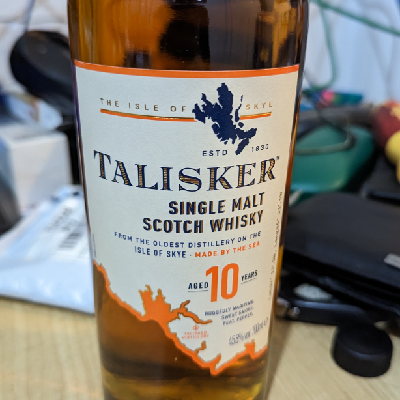 THE ISLE OF SKYE
ESTD 1830
TALISKER
SINGLE MALT
SCOTCH WHISKY
FROM THE OLDEST DISTILLERY ON THE
ISLE OF SKYE · MADE BY THE SEA
AGED 10 YEARS